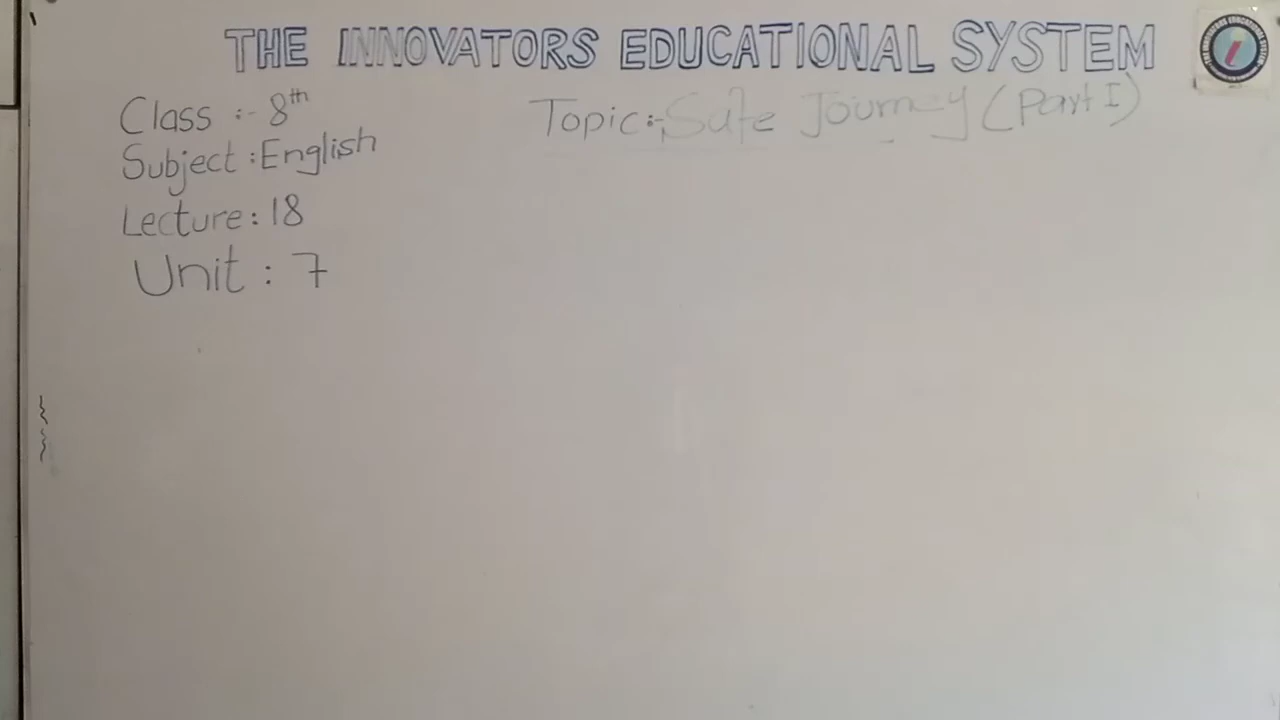 THE INNOVATORS EDUCATIONAL SYSTEM
Class :- 8th
Topic:- Safe Journey (Part I)
Subject : English
Lecture : 18
Unit : 7